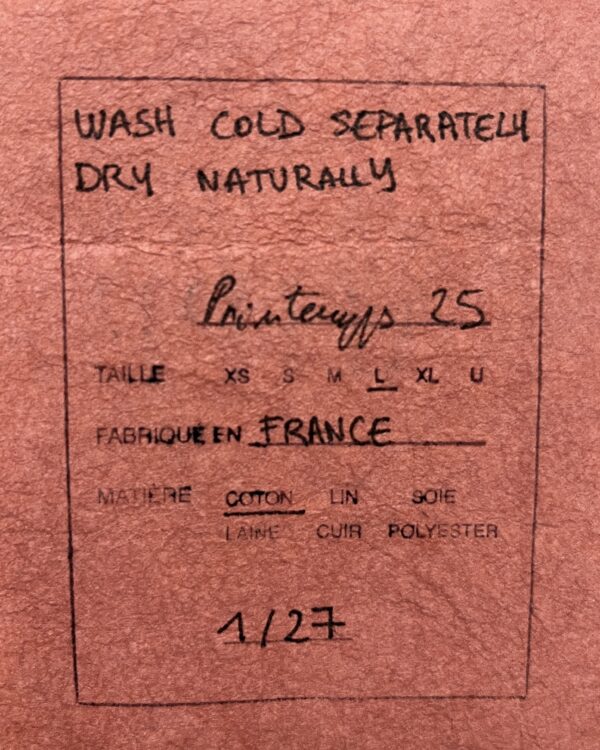 WASH COLD SEPARATELY
DRY NATURALLY
Printemps 25
TAILLE XS S M L XL U
FABRIQUE EN FRANCE
MATIÈRE COTON LIN SOIE
LAINE CUIR POLYESTER
1/27